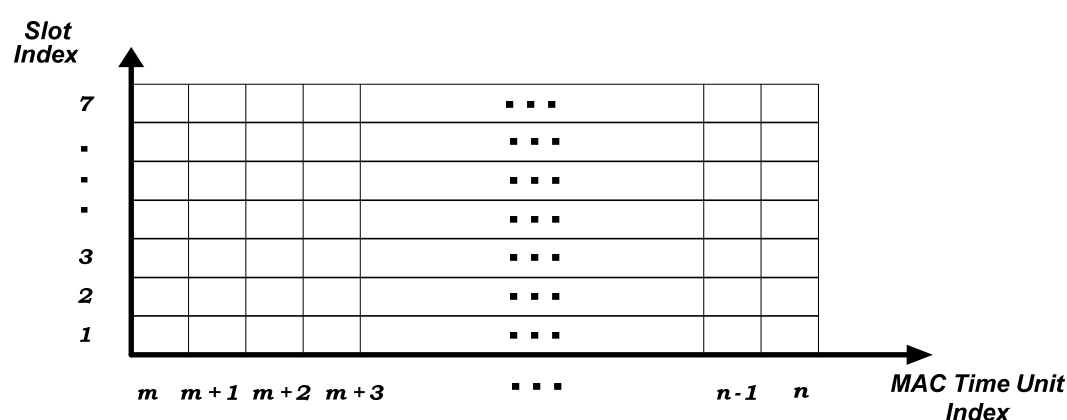 Slot
Index
7
.
.
.
3
2
1
. . .
. . .
. . .
. . .
. . .
. . .
. . .
m m+1 m+2 m+3 . . . n-1 n
MAC Time Unit
Index